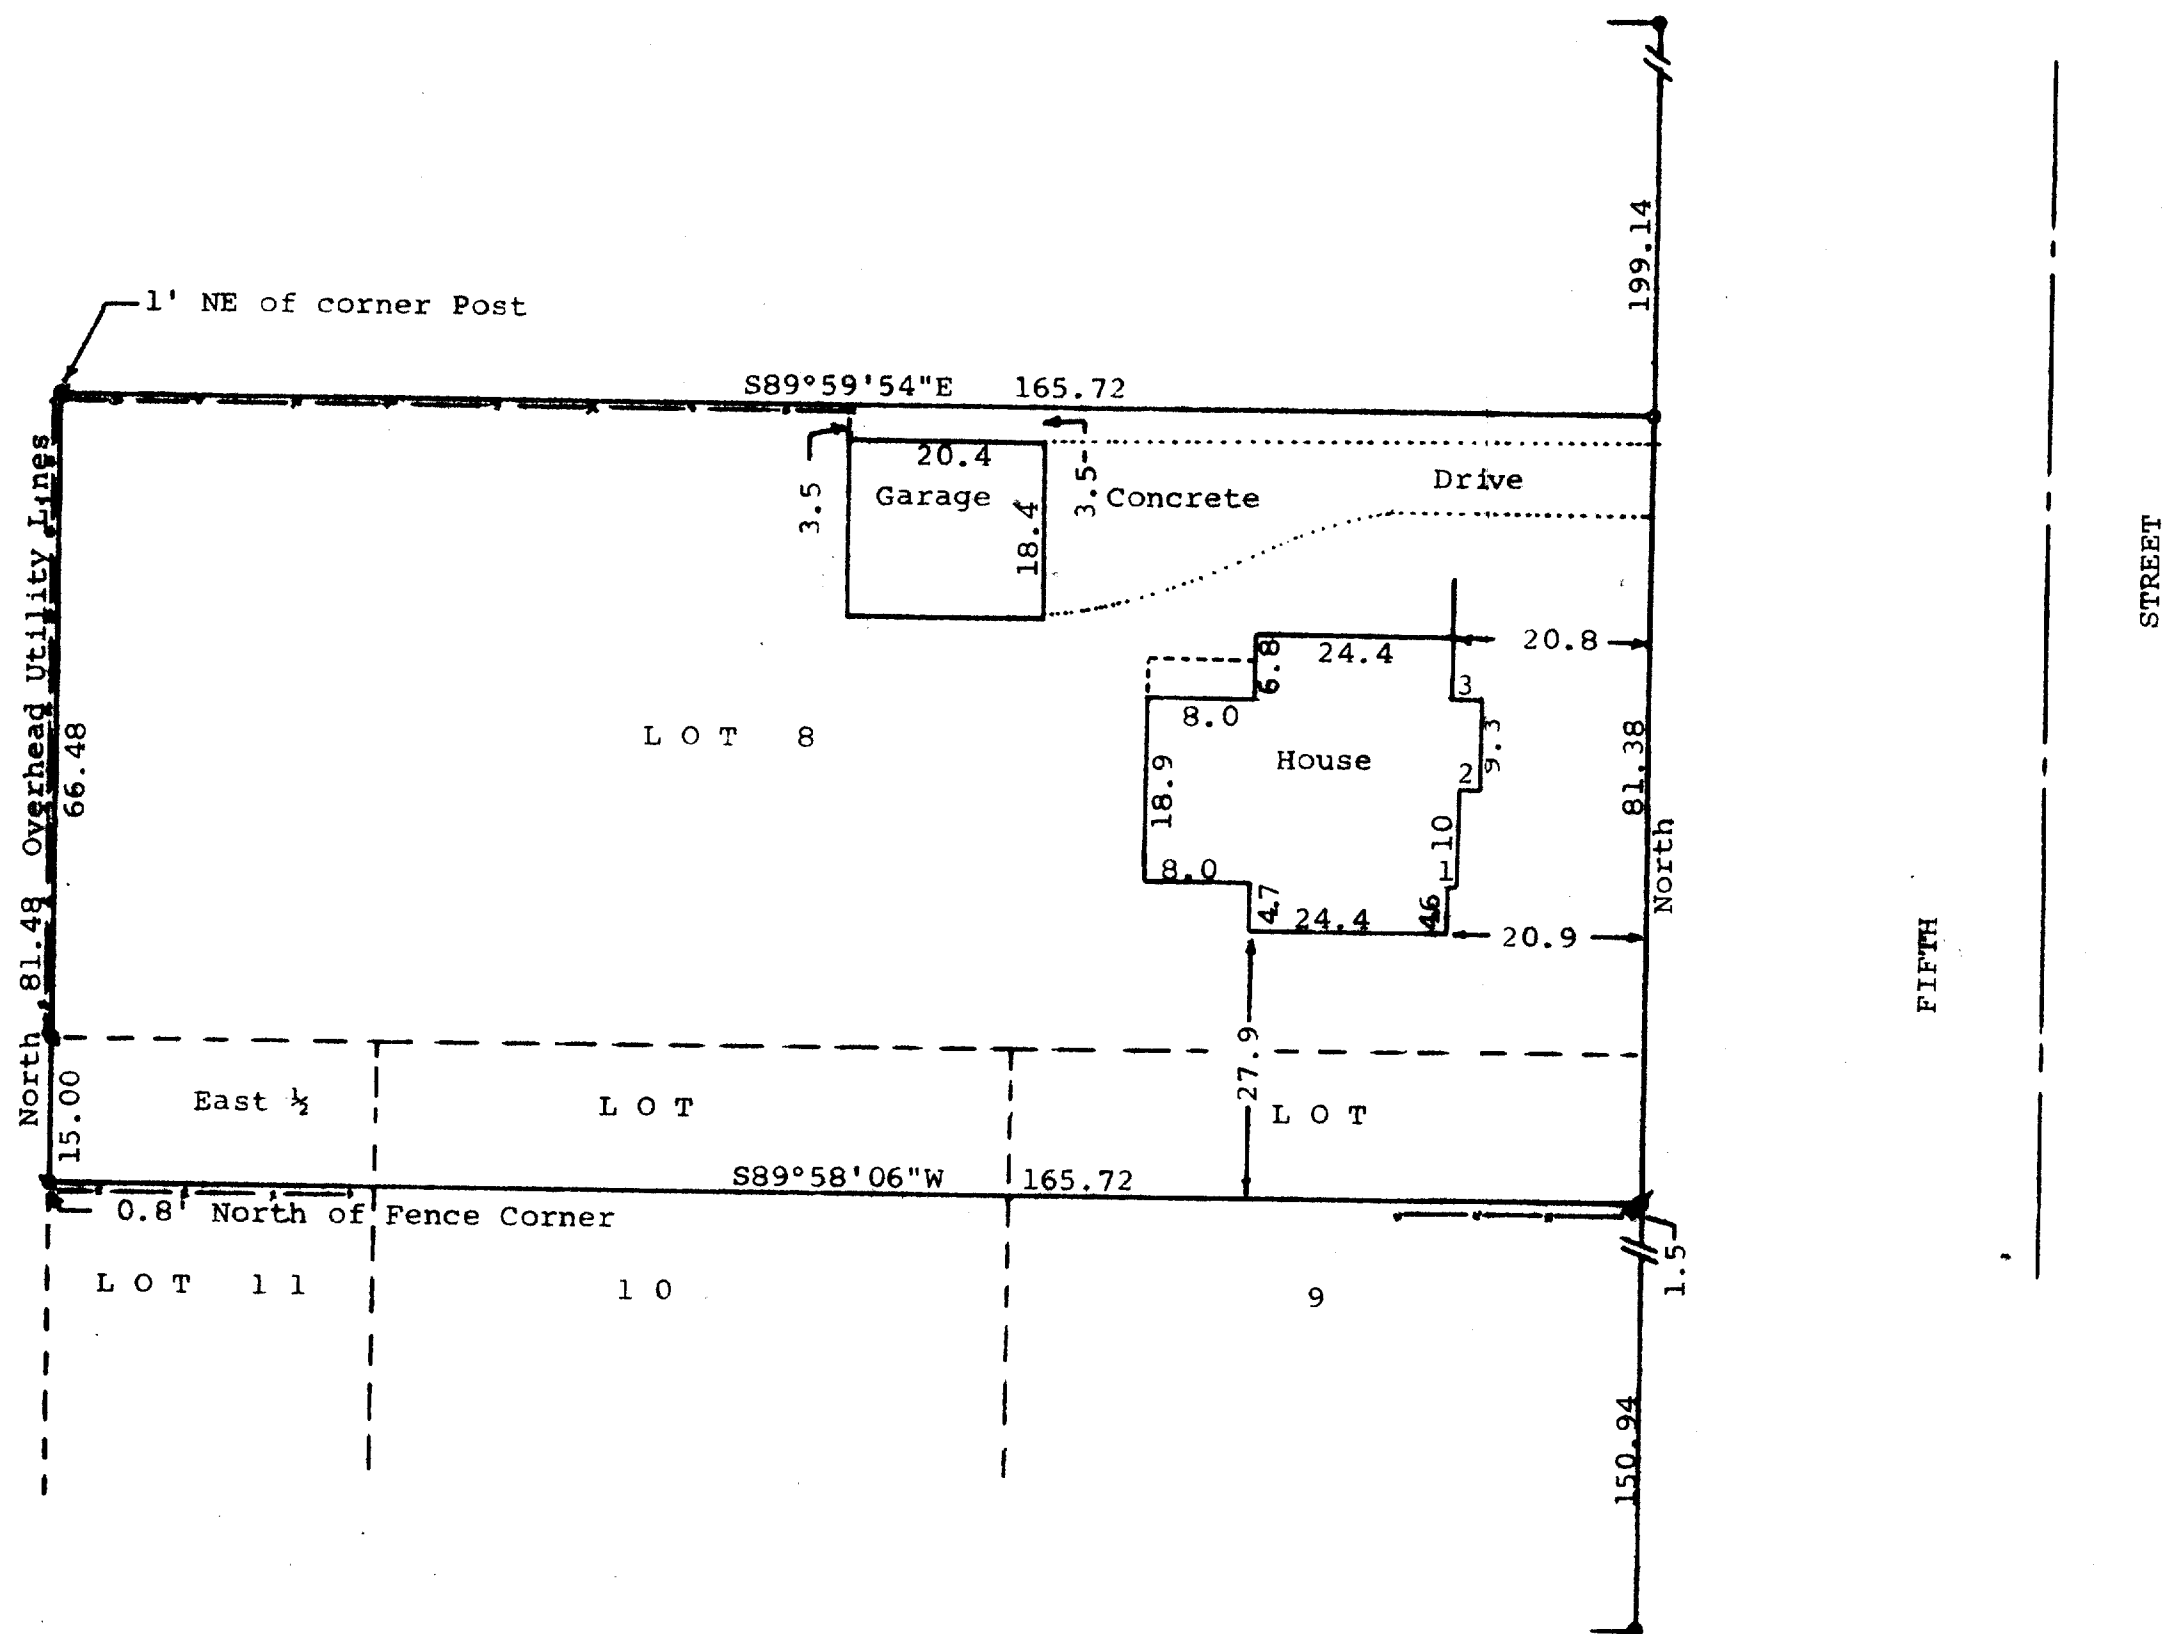 199.14
1' NE of corner Post
S89°59'54"E 165.72
20.4
Garage
18.4
3.5
3.5
Concrete
Drive
STREET
Overhead Utility Lines
66.48
North 81.48
LOT 8
6.8
24.4
20.8
3
8.0
9.3
House
2
18.9
10
8.0
1
4.7
24.4
46
20.9
81.38
North
FIFTH
27.9
15.00
East ½
LOT
LOT
S89°58'06"W 165.72
0.8' North of Fence Corner
1.5
LOT 11
10
9
150.94